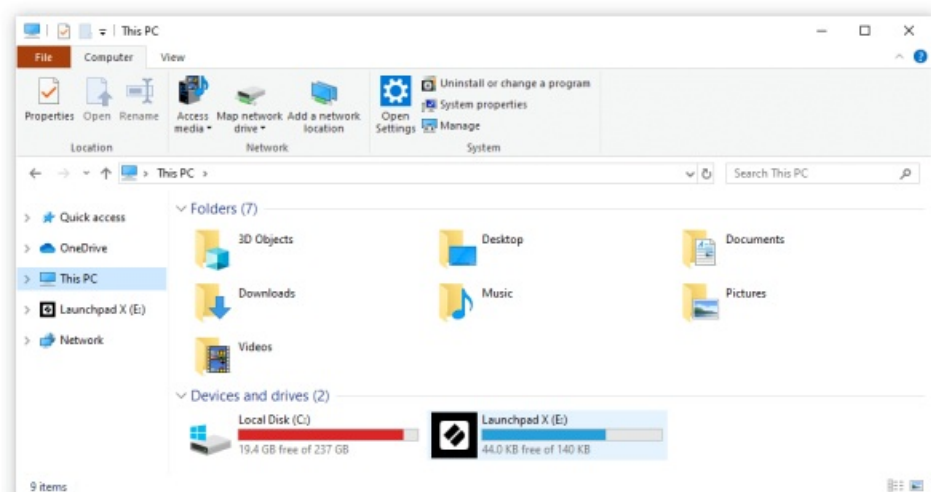 This PC
File Computer View
Properties Open Rename Access media Map network drive Add a network location Open Settings Uninstall or change a program
System properties
Manage
Location Network System
This PC Search This PC
Quick access
OneDrive
This PC
Launchpad X (E:)
Network
Folders (7)
3D Objects Desktop Documents
Downloads Music Pictures
Videos
Devices and drives (2)
Local Disk (C:) Launchpad X (E:)
19.4 GB free of 237 GB 44.0 KB free of 140 KB
9 items